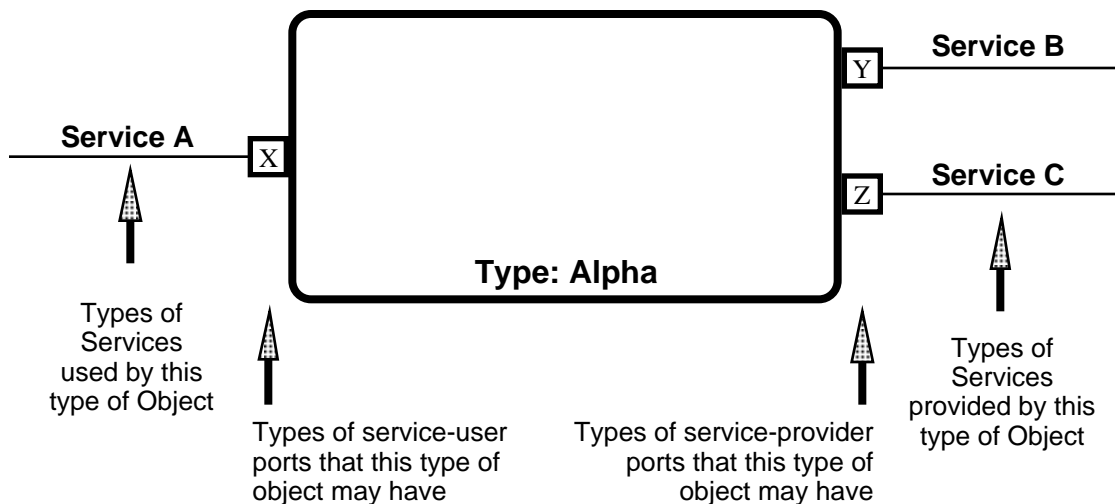 Service B
Y
Service A
X
Service C
Z
Type: Alpha
Types of
Services
used by this
type of Object
Types of service-user
ports that this type of
object may have
Types of service-provider
ports that this type of
object may have
Types of
Services
provided by this
type of Object